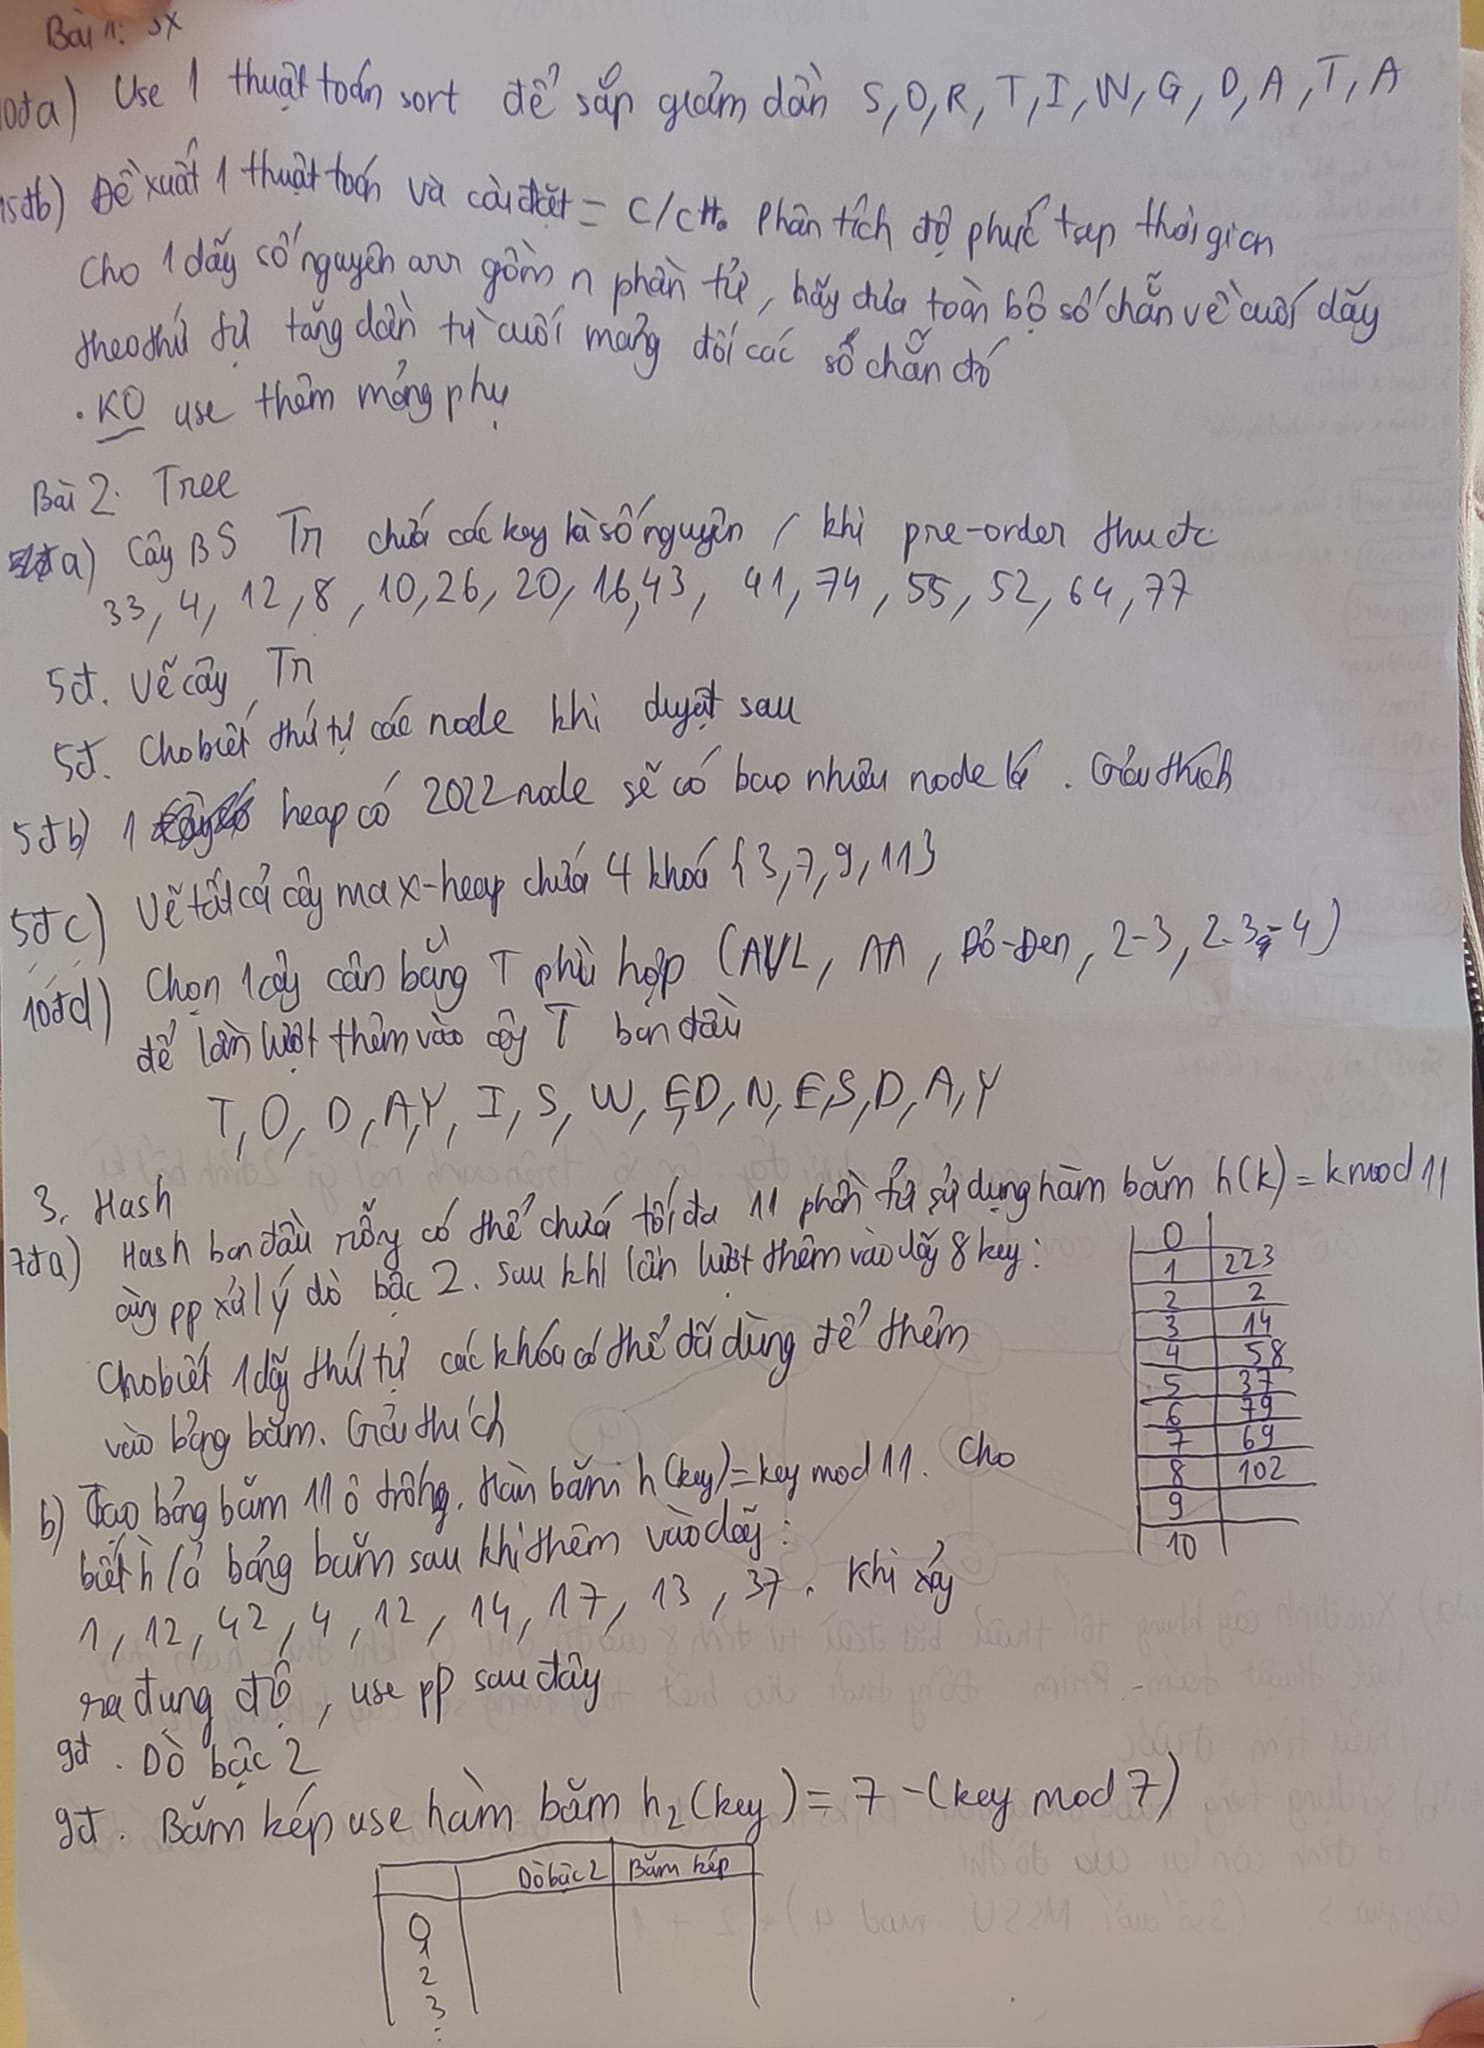 Bài 1: SX
10đ a) Use 1 thuật toán sort để sắp giảm dần S, O, R, T, I, N, G, D, A, T, A
15đ b) Đề xuất 1 thuật toán và cài đặt = C/C++. Phân tích độ phức tạp thời gian
Cho 1 dãy số nguyên arr gồm n phần tử, hãy đưa toàn bộ số chẵn về cuối dãy
theo thứ tự tăng dần từ cuối mảng đối các số chẵn đó
. KO use thêm mảng phụ
Bài 2. Tree
a) Cây BS Tn chứa các key là số nguyên / khi pre-order thu đc
33, 4, 12, 8, 10, 26, 20, 16, 43, 41, 74, 55, 52, 64, 77
5đ. Vẽ cây Tn
5đ. Cho biết thứ tự các node khi duyệt sau
5đ b) 1 heap có 2022 node sẽ có bao nhiêu node lá. Giải thích
5đ c) Vẽ tất cả cây max-heap chứa 4 khoá {3, 7, 9, 11}
10đ d) Chọn 1 cây cân bằng T phù hợp (AVL, AA, Đỏ-Đen, 2-3, 2-3-4)
để lần lượt thêm vào cây T ban đầu
T, O, D, A, Y, I, S, W, E, D, N, E, S, D, A, Y
3. Hash
7đ a) Hash ban đầu rỗng có thể chứa tối đa 11 phần tử sử dụng hàm băm h(k) = k mod 11
cùng pp xử lý dò bậc 2. Sau khi lần lượt thêm vào dãy 8 key:
Cho biết 1 dãy thứ tự các khóa có thể đã dùng để thêm
vào bảng băm. Giải thích
0
1 223
2 2
3 14
4 58
5 37
6 79
7 69
8 102
9
10
b) Tạo bảng băm 11 ô trống. Hàm băm h(key) = key mod 11. Cho
biết h là bảng băm sau khi thêm vào dãy:
1, 12, 42, 4, 12, 14, 17, 13, 37. Khi xảy
ra đụng độ, use pp sau đây
9đ. Dò bậc 2
9đ. Băm kép use hàm băm h2 (key) = 7 - (key mod 7)
Dò bậc 2 Băm kép
0
1
2
3
: